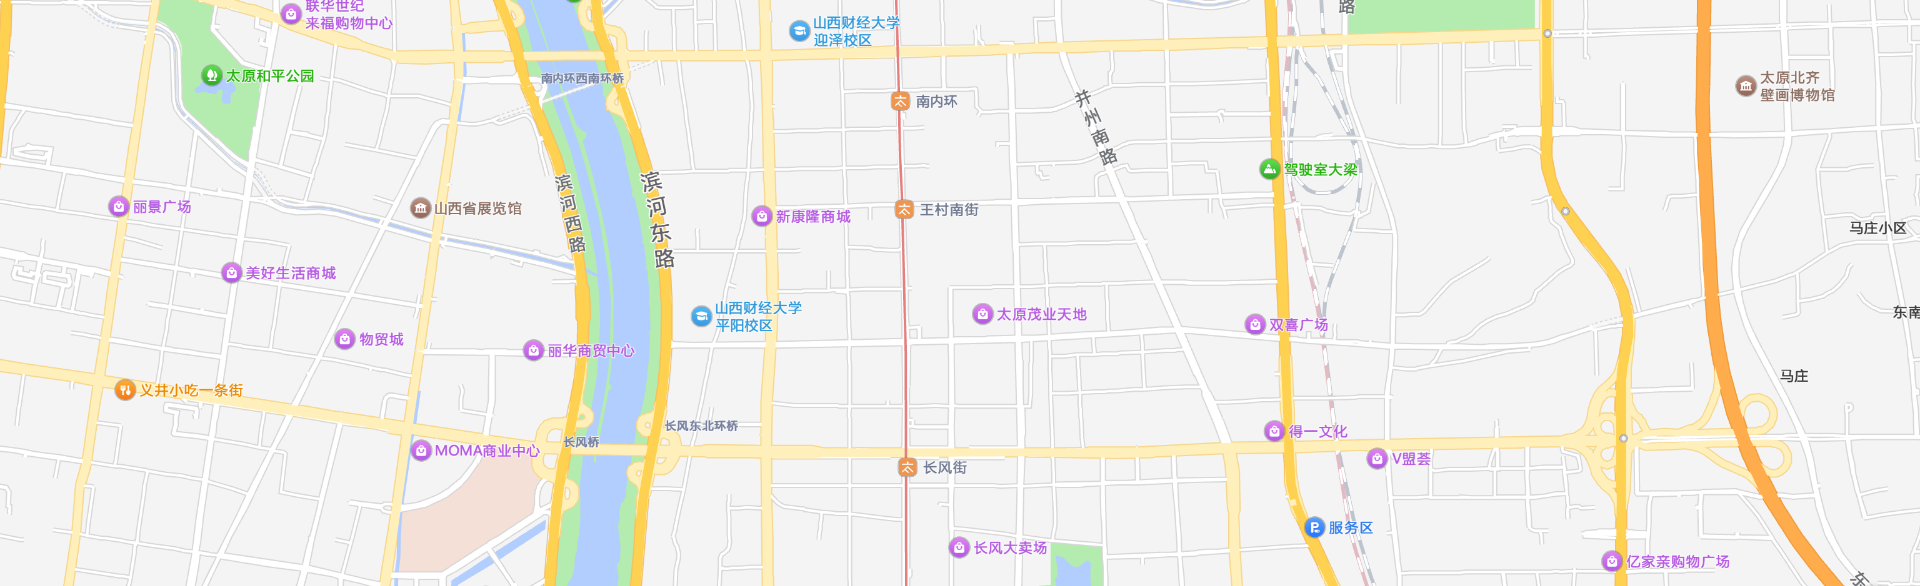 联华世纪
来福购物中心
山西财经大学
迎泽校区
路
太原和平公园
南内环西南环桥
太原北齐
壁画博物馆
南内环
并州南路
驾驶室大梁
滨河西路
滨河东路
丽景广场
山西省展览馆
新康隆商城
王村南街
马庄小区
美好生活商城
山西财经大学
平阳校区
太原茂业天地
双喜广场
东南
物贸城
丽华商贸中心
马庄
义井小吃一条街
长风东北环桥
长风桥
得一文化
MOMA商业中心
V盟荟
长风街
服务区
长风大卖场
亿家亲购物广场
东